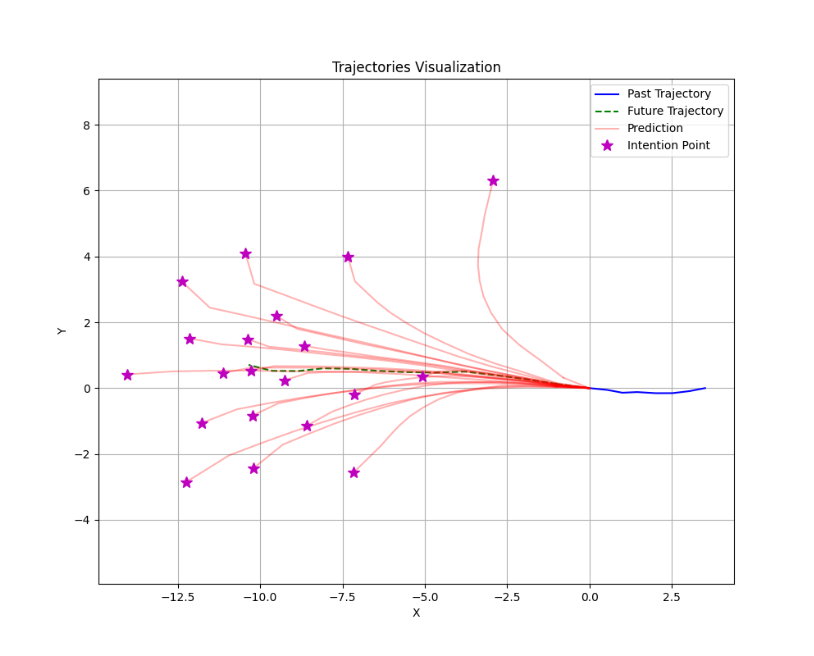 Trajectories Visualization
Past Trajectory
Future Trajectory
Prediction
Intention Point
Y
8
6
4
2
0
−2
−4
−12.5 −10.0 −7.5 −5.0 −2.5 0.0 2.5
X